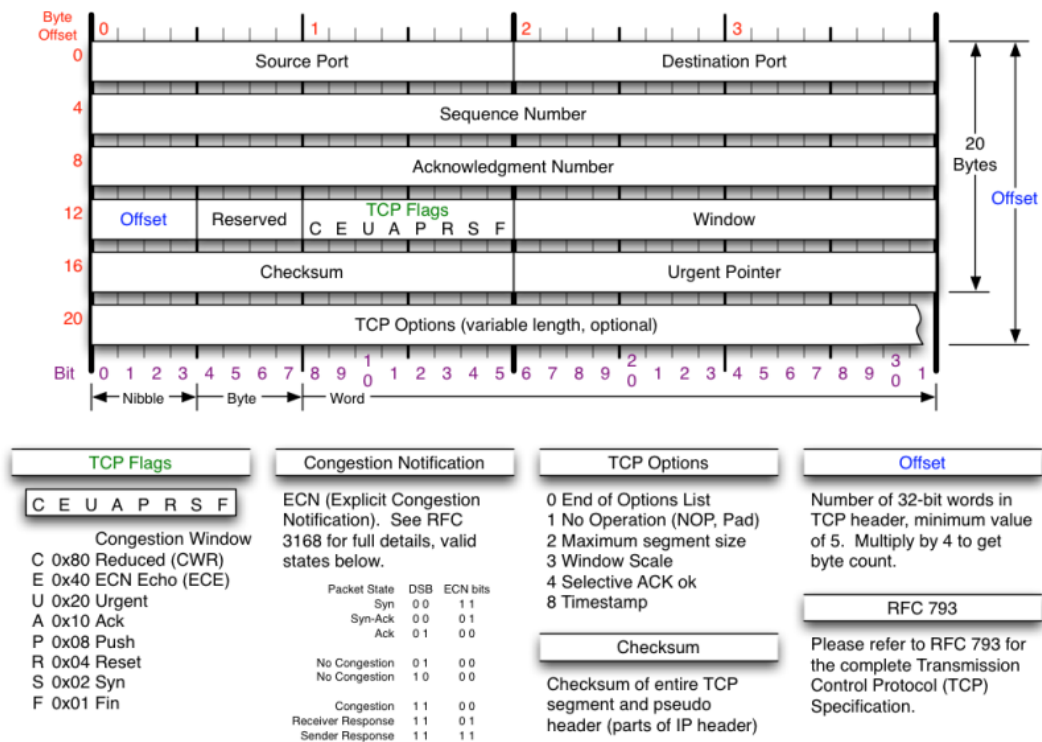 Byte
Offset 0 1 2 3
0 Source Port Destination Port
4 Sequence Number
8 Acknowledgment Number
20
Bytes
Offset
12 Offset Reserved TCP Flags Window
C E U A P R S F
16 Checksum Urgent Pointer
20 TCP Options (variable length, optional)
Bit 0 1 2 3 4 5 6 7 8 9 10 1 2 3 4 5 6 7 8 9 20 1 2 3 4 5 6 7 8 9 30 1
Nibble Byte Word
TCP Flags
C E U A P R S F
Congestion Window
C 0x80 Reduced (CWR)
E 0x40 ECN Echo (ECE)
U 0x20 Urgent
A 0x10 Ack
P 0x08 Push
R 0x04 Reset
S 0x02 Syn
F 0x01 Fin
Congestion Notification
ECN (Explicit Congestion
Notification). See RFC
3168 for full details, valid
states below.
Packet State DSB ECN bits
Syn 0 0 1 1
Syn-Ack 0 0 0 1
Ack 0 1 0 0
No Congestion 0 1 0 0
No Congestion 1 0 0 0
Congestion 1 1 0 0
Receiver Response 1 1 0 1
Sender Response 1 1 1 1
TCP Options
0 End of Options List
1 No Operation (NOP, Pad)
2 Maximum segment size
3 Window Scale
4 Selective ACK ok
8 Timestamp
Checksum
Checksum of entire TCP
segment and pseudo
header (parts of IP header)
Offset
Number of 32-bit words in
TCP header, minimum value
of 5. Multiply by 4 to get
byte count.
RFC 793
Please refer to RFC 793 for
the complete Transmission
Control Protocol (TCP)
Specification.